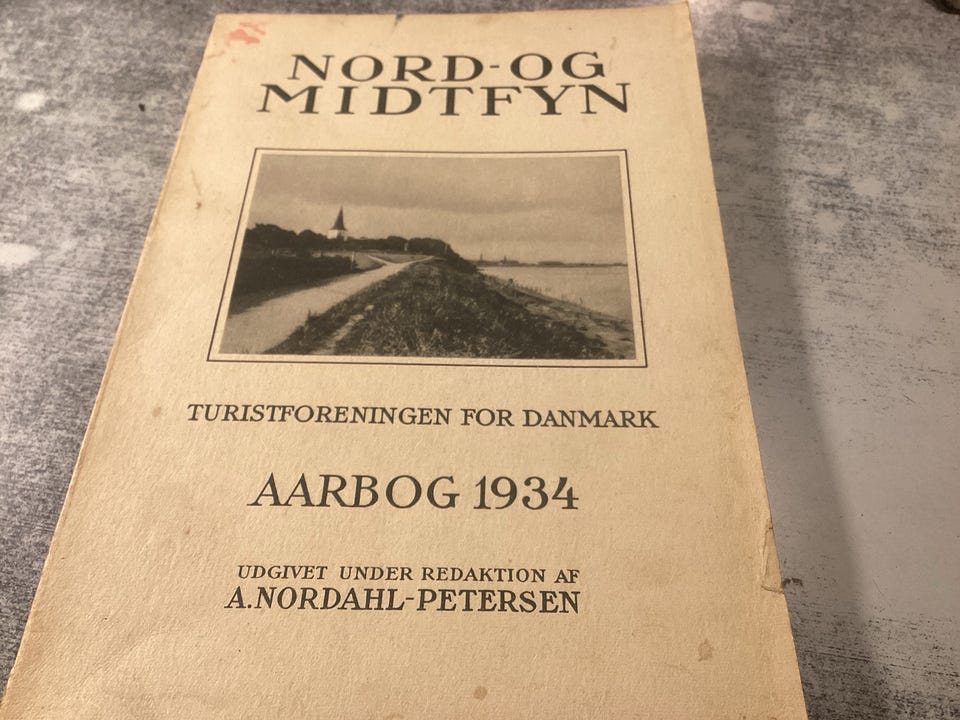 NORD-OG
MIDTFYN
TURISTFORENINGEN FOR DANMARK
AARBOG 1934
UDGIVET UNDER REDAKTION AF
A.NORDAHL-PETERSEN